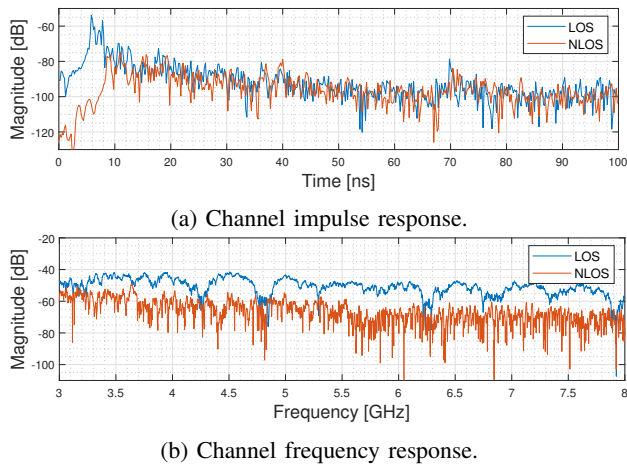 -60
-80
-100
-120
Magnitude [dB]
LOS
NLOS
0 10 20 30 40 50 60 70 80 90 100
Time [ns]
(a) Channel impulse response.
-20
-40
-60
-80
-100
Magnitude [dB]
LOS
NLOS
3 3.5 4 4.5 5 5.5 6 6.5 7 7.5 8
Frequency [GHz]
(b) Channel frequency response.